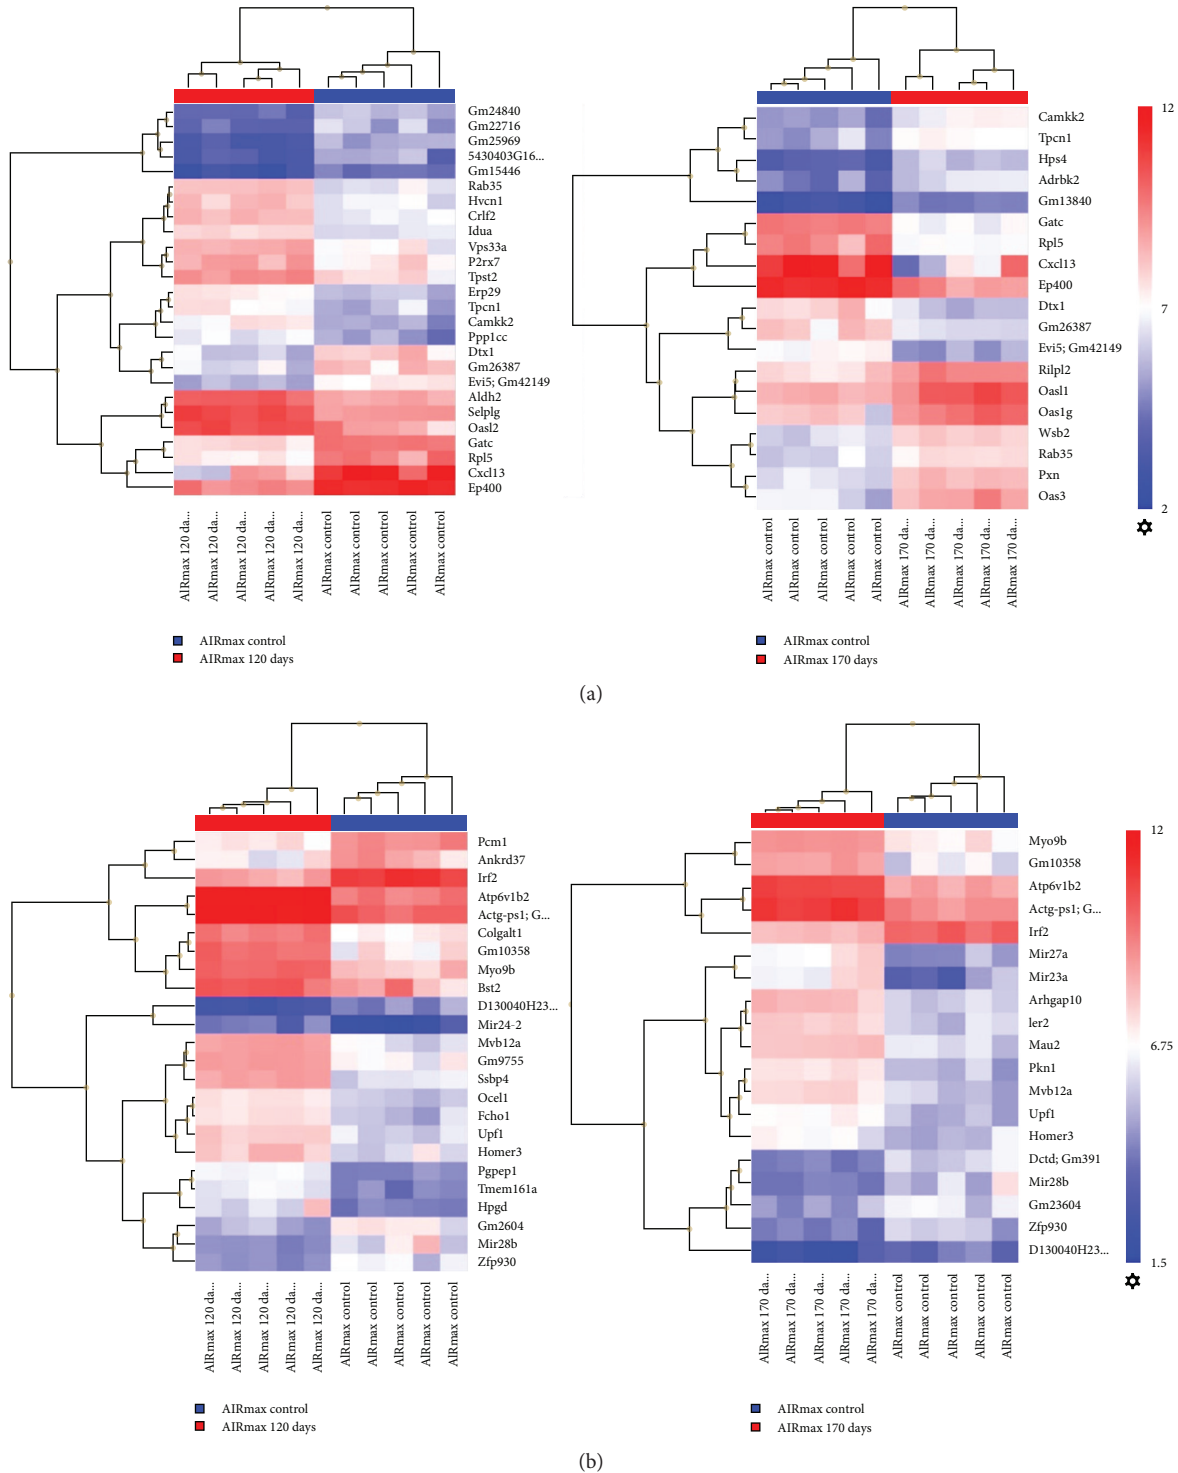 Gm24840
Gm22716
Gm25969
5430403G16...
Gm15446
Rab35
Hvcn1
Crlf2
Idua
Vps33a
P2rx7
Tpst2
Erp29
Tpcn1
Camkk2
Ppp1cc
Dtx1
Gm26387
Evi5; Gm42149
Aldh2
Selplg
Oasl2
Gatc
Rpl5
Cxcl13
Ep400
AIRmax 120 da...
AIRmax 120 da...
AIRmax 120 da...
AIRmax 120 da...
AIRmax 120 da...
AIRmax control
AIRmax control
AIRmax control
AIRmax control
AIRmax control
AIRmax control
AIRmax 120 days
Camkk2
Tpcn1
Hps4
Adrbk2
Gm13840
Gatc
Rpl5
Cxcl13
Ep400
Dtx1
Gm26387
Evi5; Gm42149
Rilpl2
Oasl1
Oas1g
Wsb2
Rab35
Pxn
Oas3
AIRmax control
AIRmax control
AIRmax control
AIRmax control
AIRmax control
AIRmax 170 da...
AIRmax 170 da...
AIRmax 170 da...
AIRmax 170 da...
AIRmax 170 da...
AIRmax control
AIRmax 170 days
12
7
2
(a)
Pcm1
Ankrd37
Irf2
Atp6v1b2
Actg-ps1; G...
Colgalt1
Gm10358
Myo9b
Bst2
D130040H23...
Mir24-2
Mvb12a
Gm9755
Ssbp4
Ocel1
Fcho1
Upf1
Homer3
Pgpep1
Tmem161a
Hpgd
Gm2604
Mir28b
Zfp930
AIRmax 120 da...
AIRmax 120 da...
AIRmax 120 da...
AIRmax 120 da...
AIRmax 120 da...
AIRmax control
AIRmax control
AIRmax control
AIRmax control
AIRmax control
AIRmax control
AIRmax 120 days
Myo9b
Gm10358
Atp6v1b2
Actg-ps1; G...
Irf2
Mir27a
Mir23a
Arhgap10
ler2
Mau2
Pkn1
Mvb12a
Upf1
Homer3
Dctd; Gm391
Mir28b
Gm23604
Zfp930
D130040H23...
AIRmax 170 da...
AIRmax 170 da...
AIRmax 170 da...
AIRmax 170 da...
AIRmax 170 da...
AIRmax control
AIRmax control
AIRmax control
AIRmax control
AIRmax control
AIRmax control
AIRmax 170 days
12
6.75
1.5
(b)